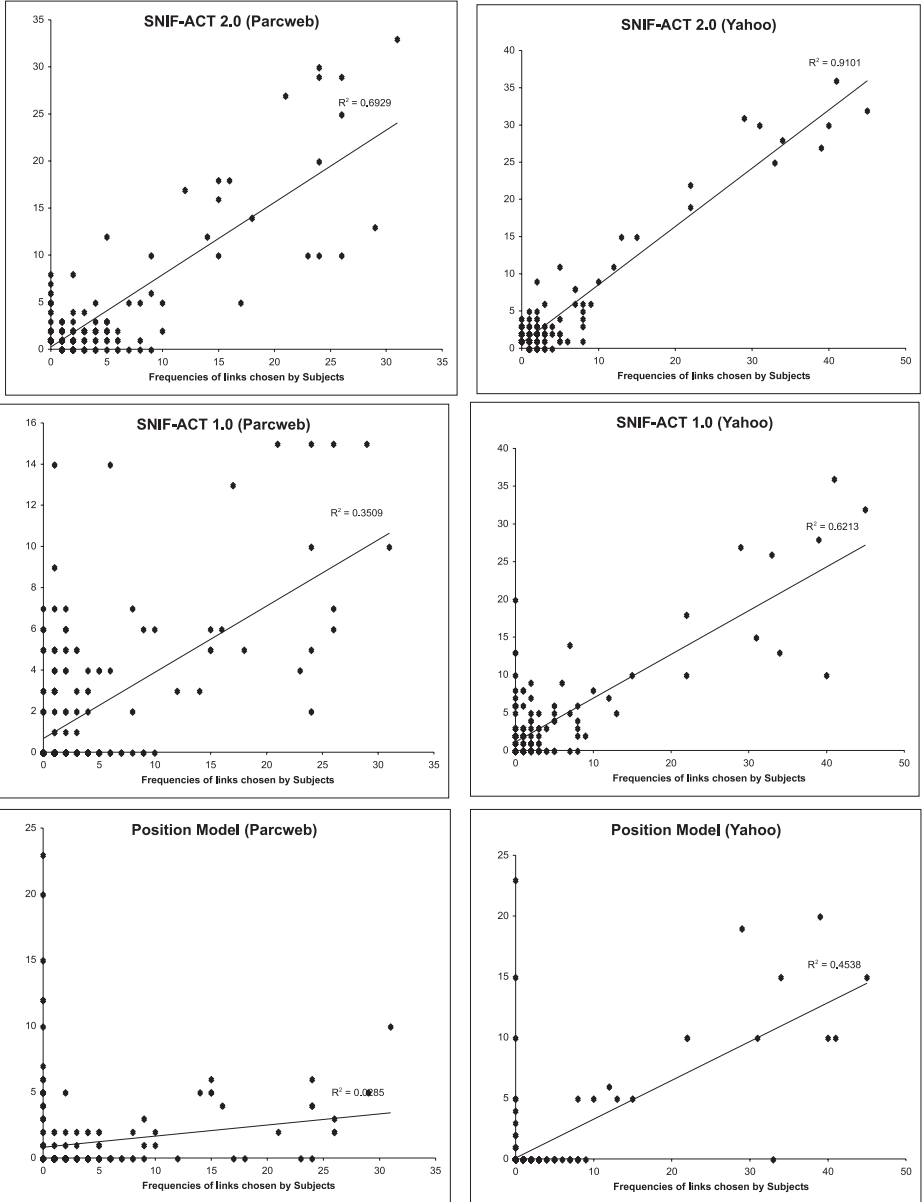 SNIF-ACT 2.0 (Parcweb)
35
30
25
20
15
10
5
0
R² = 0.6929
0 5 10 15 20 25 30 35
Frequencies of links chosen by Subjects
SNIF-ACT 2.0 (Yahoo)
40
35
30
25
20
15
10
5
0
R² = 0.9101
0 10 20 30 40 50
Frequencies of links chosen by Subjects
SNIF-ACT 1.0 (Parcweb)
16
14
12
10
8
6
4
2
0
R² = 0.3509
0 5 10 15 20 25 30 35
Frequencies of links chosen by Subjects
SNIF-ACT 1.0 (Yahoo)
40
35
30
25
20
15
10
5
0
R² = 0.6213
0 10 20 30 40 50
Frequencies of links chosen by Subjects
Position Model (Parcweb)
25
20
15
10
5
0
R² = 0.0285
0 5 10 15 20 25 30 35
Frequencies of links chosen by Subjects
Position Model (Yahoo)
25
20
15
10
5
0
R² = 0.4538
0 10 20 30 40 50
Frequencies of links chosen by Subjects